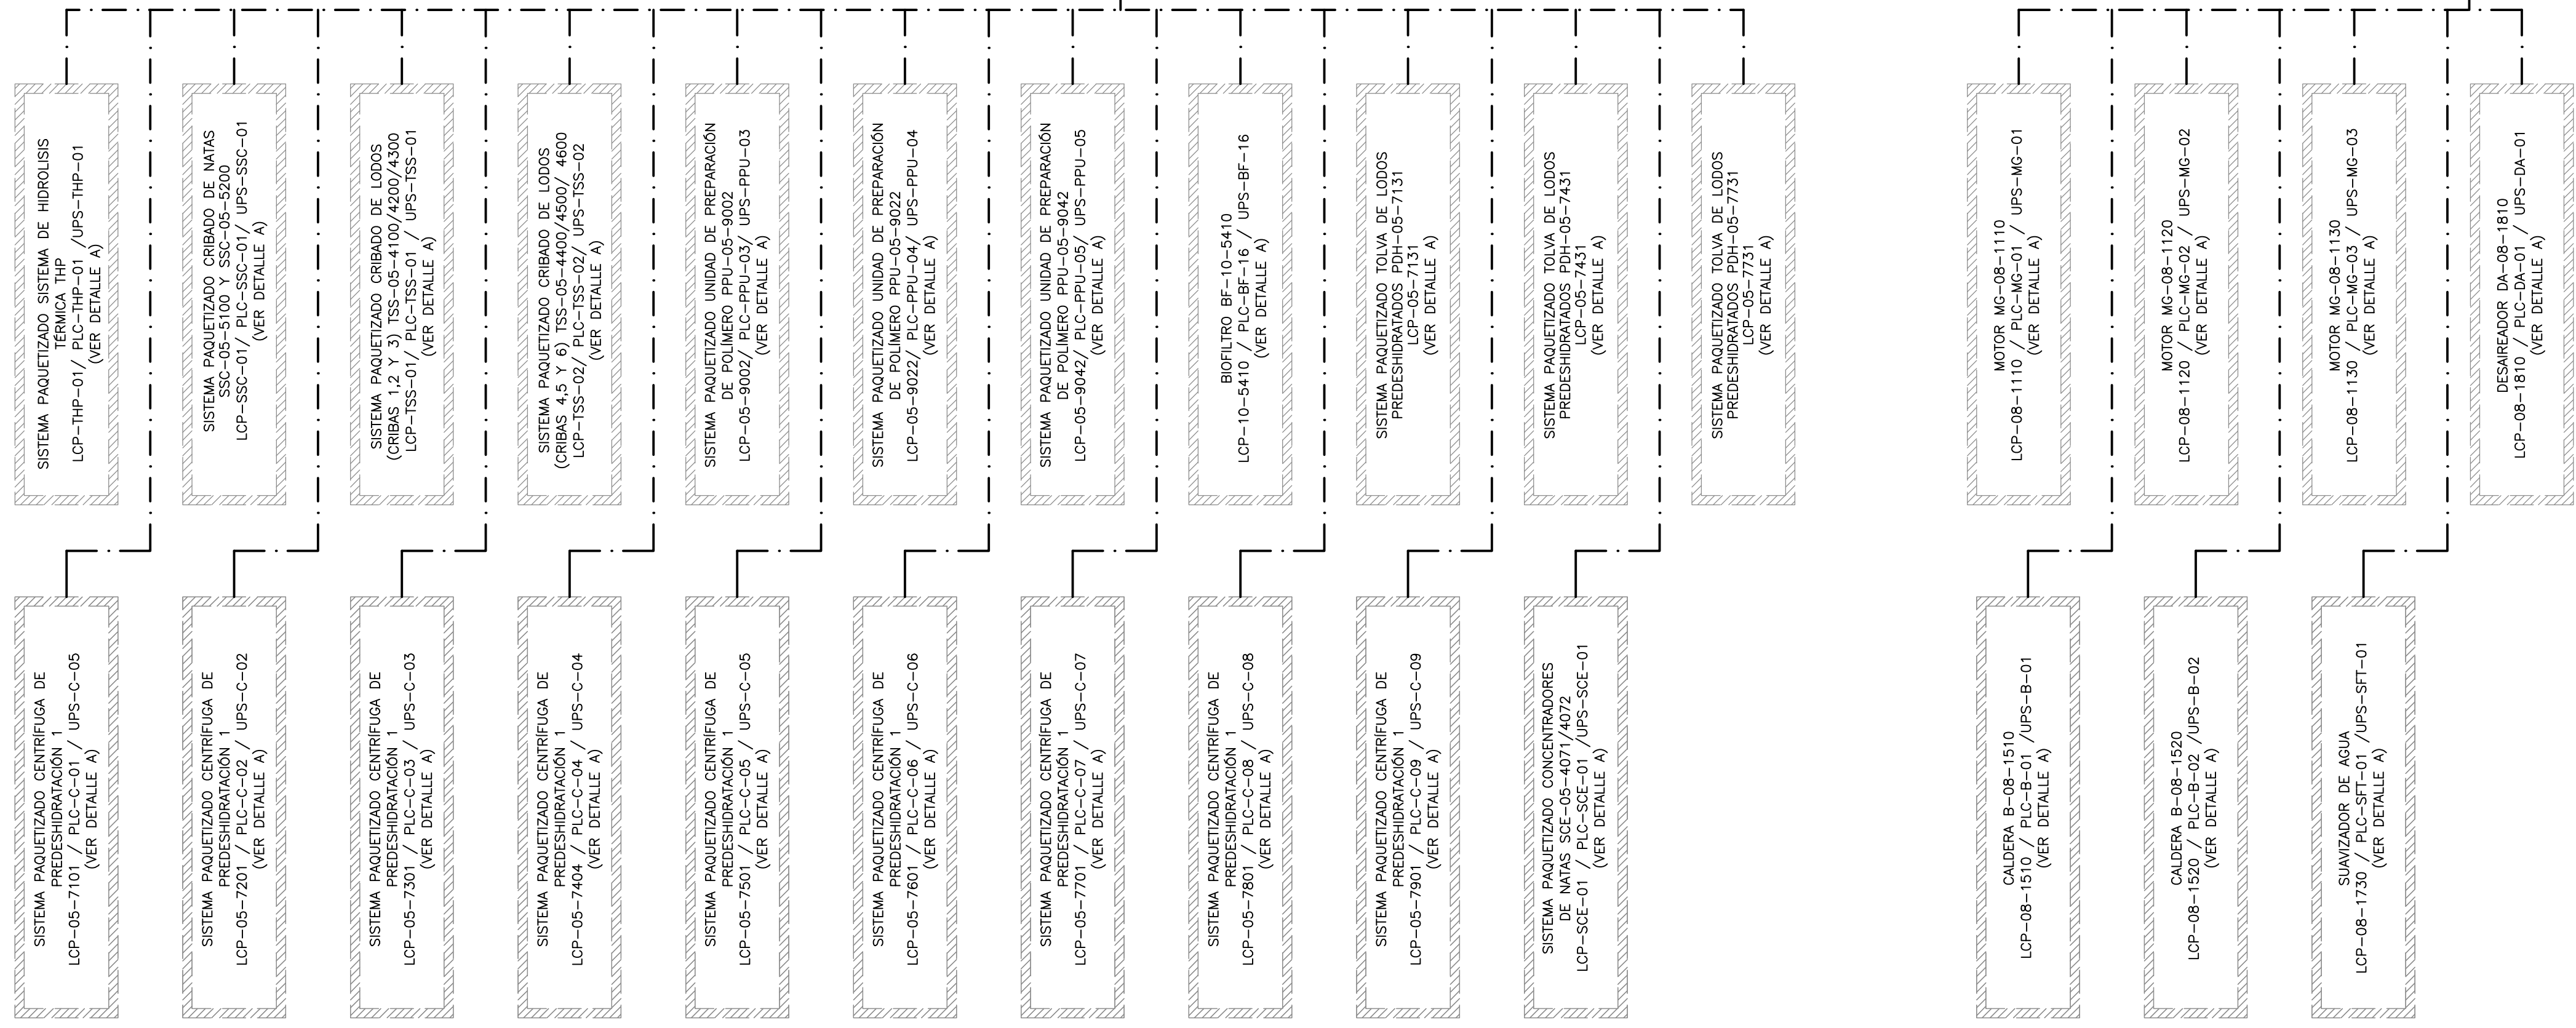 SISTEMA PAQUETIZADO SISTEMA DE HIDROLISIS
TÉRMICA THP
LCP-THP-01/ PLC-THP-01 /UPS-THP-01
(VER DETALLE A)
SISTEMA PAQUETIZADO CRIBADO DE NATAS
SSC-05-5100 Y SSC-05-5200
LCP-SSC-01/ PLC-SSC-01/ UPS-SSC-01
(VER DETALLE A)
SISTEMA PAQUETIZADO CRIBADO DE LODOS
(CRIBAS 1,2 Y 3) TSS-05-4100/4200/4300
LCP-TSS-01/ PLC-TSS-01 / UPS-TSS-01
(VER DETALLE A)
SISTEMA PAQUETIZADO CRIBADO DE LODOS
(CRIBAS 4,5 Y 6) TSS-05-4400/4500/ 4600
LCP-TSS-02/ PLC-TSS-02/ UPS-TSS-02
(VER DETALLE A)
SISTEMA PAQUETIZADO UNIDAD DE PREPARACIÓN
DE POLÍMERO PPU-05-9002
LCP-05-9002/ PLC-PPU-03/ UPS-PPU-03
(VER DETALLE A)
SISTEMA PAQUETIZADO UNIDAD DE PREPARACIÓN
DE POLÍMERO PPU-05-9022
LCP-05-9022/ PLC-PPU-04/ UPS-PPU-04
(VER DETALLE A)
SISTEMA PAQUETIZADO UNIDAD DE PREPARACIÓN
DE POLÍMERO PPU-05-9042
LCP-05-9042/ PLC-PPU-05/ UPS-PPU-05
(VER DETALLE A)
BIOFILTRO BF-10-5410
LCP-10-5410 / PLC-BF-16 / UPS-BF-16
(VER DETALLE A)
SISTEMA PAQUETIZADO TOLVA DE LODOS
PREDESHIDRATADOS PDH-05-7131
LCP-05-7131
(VER DETALLE A)
SISTEMA PAQUETIZADO TOLVA DE LODOS
PREDESHIDRATADOS PDH-05-7431
LCP-05-7431
(VER DETALLE A)
SISTEMA PAQUETIZADO TOLVA DE LODOS
PREDESHIDRATADOS PDH-05-7731
LCP-05-7731
(VER DETALLE A)
MOTOR MG-08-1110
LCP-08-1110 / PLC-MG-01 / UPS-MG-01
(VER DETALLE A)
MOTOR MG-08-1120
LCP-08-1120 / PLC-MG-02 / UPS-MG-02
(VER DETALLE A)
MOTOR MG-08-1130
LCP-08-1130 / PLC-MG-03 / UPS-MG-03
(VER DETALLE A)
DESAIREADOR DA-08-1810
LCP-08-1810 / PLC-DA-01 / UPS-DA-01
(VER DETALLE A)
SISTEMA PAQUETIZADO CENTRÍFUGA DE
PREDESHIDRATACIÓN 1
LCP-05-7101 / PLC-C-01 / UPS-C-05
(VER DETALLE A)
SISTEMA PAQUETIZADO CENTRÍFUGA DE
PREDESHIDRATACIÓN 1
LCP-05-7201 / PLC-C-02 / UPS-C-02
(VER DETALLE A)
SISTEMA PAQUETIZADO CENTRÍFUGA DE
PREDESHIDRATACIÓN 1
LCP-05-7301 / PLC-C-03 / UPS-C-03
(VER DETALLE A)
SISTEMA PAQUETIZADO CENTRÍFUGA DE
PREDESHIDRATACIÓN 1
LCP-05-7404 / PLC-C-04 / UPS-C-04
(VER DETALLE A)
SISTEMA PAQUETIZADO CENTRÍFUGA DE
PREDESHIDRATACIÓN 1
LCP-05-7501 / PLC-C-05 / UPS-C-05
(VER DETALLE A)
SISTEMA PAQUETIZADO CENTRÍFUGA DE
PREDESHIDRATACIÓN 1
LCP-05-7601 / PLC-C-06 / UPS-C-06
(VER DETALLE A)
SISTEMA PAQUETIZADO CENTRÍFUGA DE
PREDESHIDRATACIÓN 1
LCP-05-7701 / PLC-C-07 / UPS-C-07
(VER DETALLE A)
SISTEMA PAQUETIZADO CENTRÍFUGA DE
PREDESHIDRATACIÓN 1
LCP-05-7801 / PLC-C-08 / UPS-C-08
(VER DETALLE A)
SISTEMA PAQUETIZADO CENTRÍFUGA DE
PREDESHIDRATACIÓN 1
LCP-05-7901 / PLC-C-09 / UPS-C-09
(VER DETALLE A)
SISTEMA PAQUETIZADO CONCENTRADORES
DE NATAS SCE-05-4071/4072
LCP-SCE-01 / PLC-SCE-01 /UPS-SCE-01
(VER DETALLE A)
CALDERA B-08-1510
LCP-08-1510 / PLC-B-01 /UPS-B-01
(VER DETALLE A)
CALDERA B-08-1520
LCP-08-1520 / PLC-B-02 /UPS-B-02
(VER DETALLE A)
SUAVIZADOR DE AGUA
LCP-08-1730 / PLC-SFT-01 /UPS-SFT-01
(VER DETALLE A)